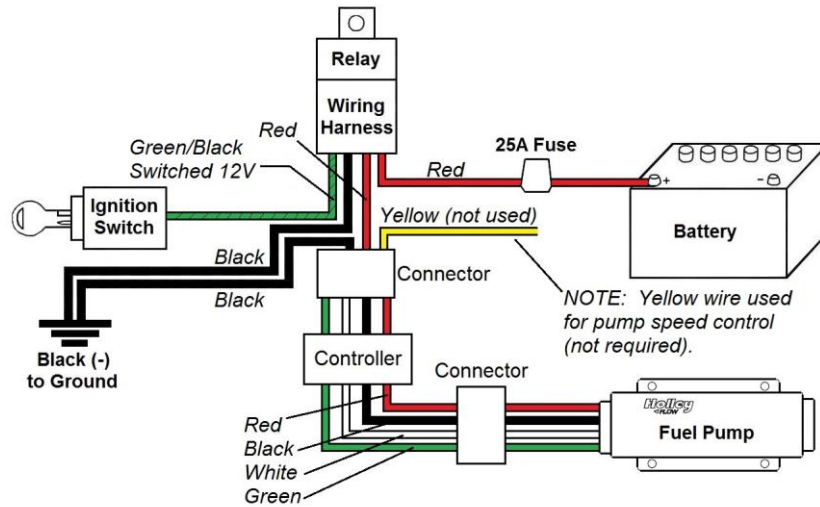 Relay
Wiring
Harness
Red
Green/Black
Switched 12V
25A Fuse
Red
+
-
Ignition
Switch
Yellow (not used)
Battery
Black
Black
Connector
NOTE: Yellow wire used
for pump speed control
(not required).
Black (-)
to Ground
Controller
Connector
Red
Black
White
Green
Holley
FLOW
Fuel Pump